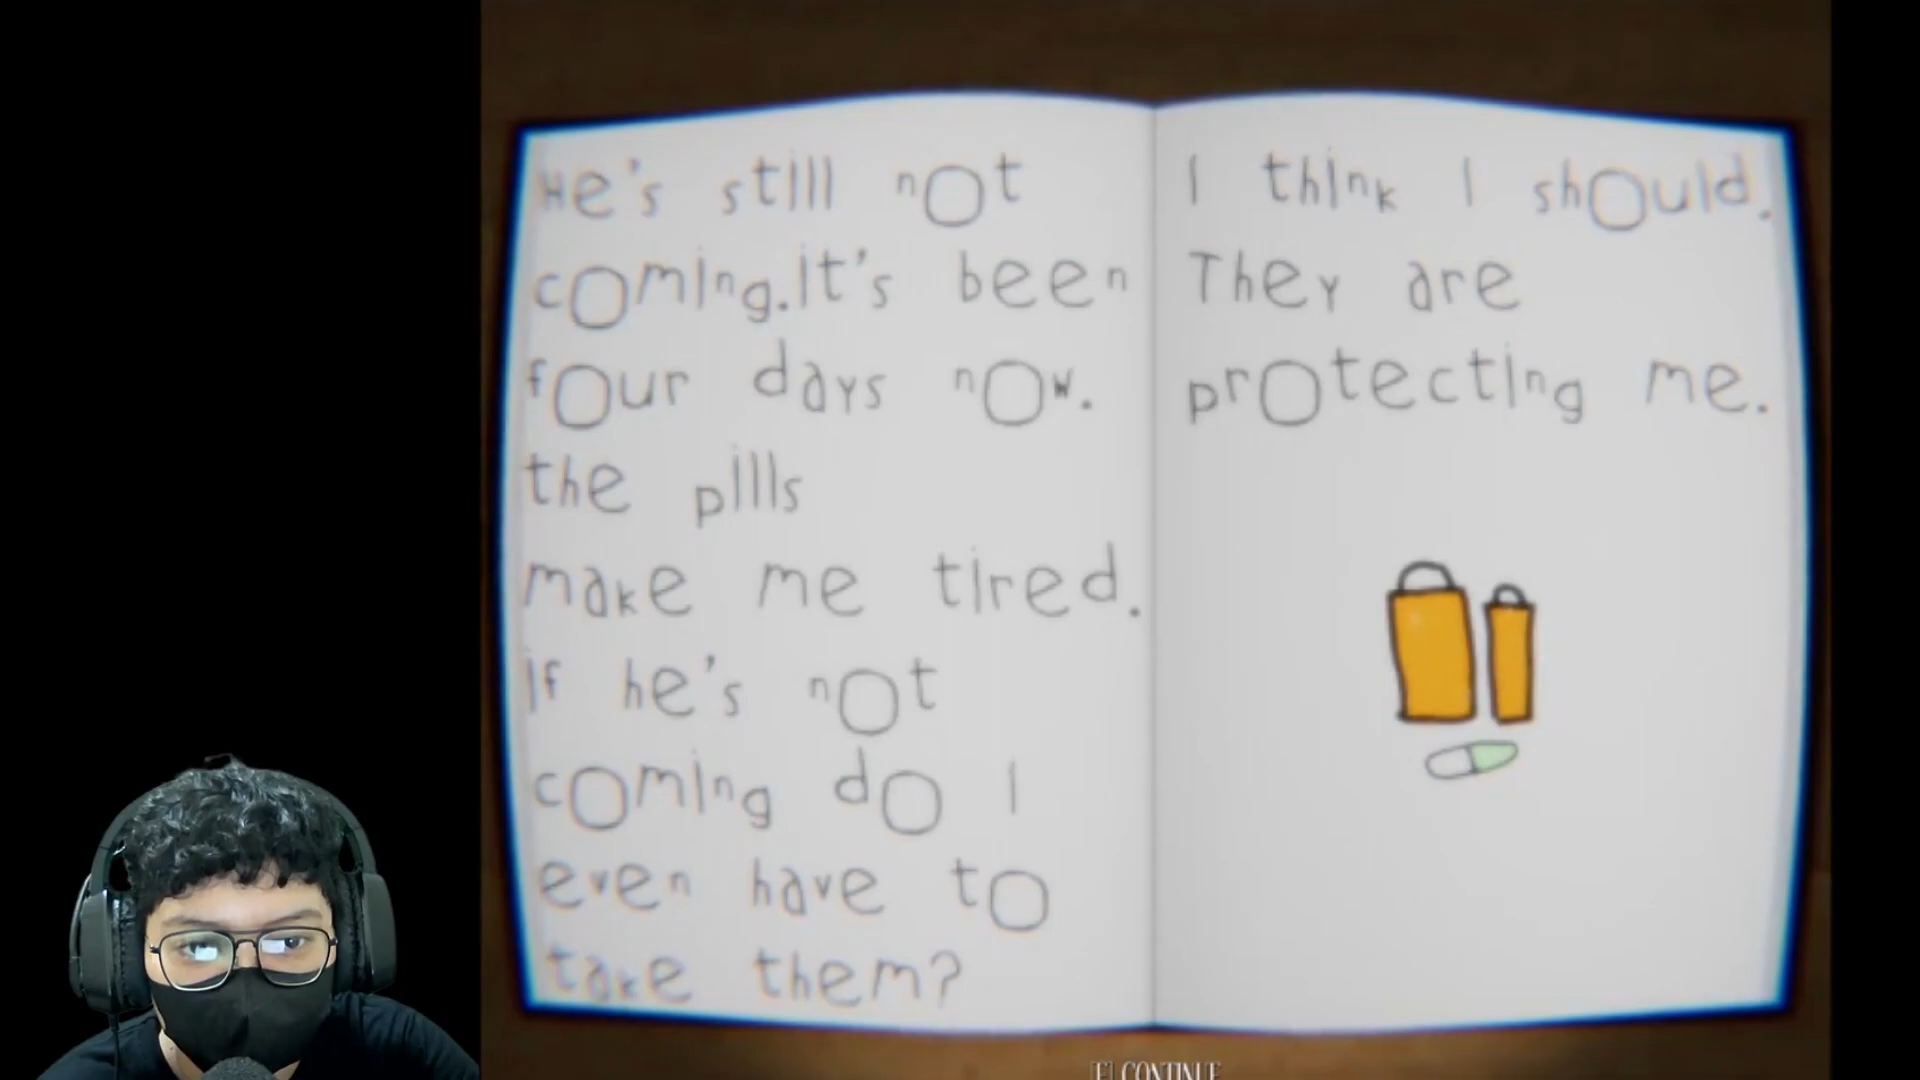 He's still not
coming.it's been
four days now.
the pills
make me tired.
if he's not
coming do I
even have to
take them?
I think I should.
They are
protecting me.
[E] CONTINUE